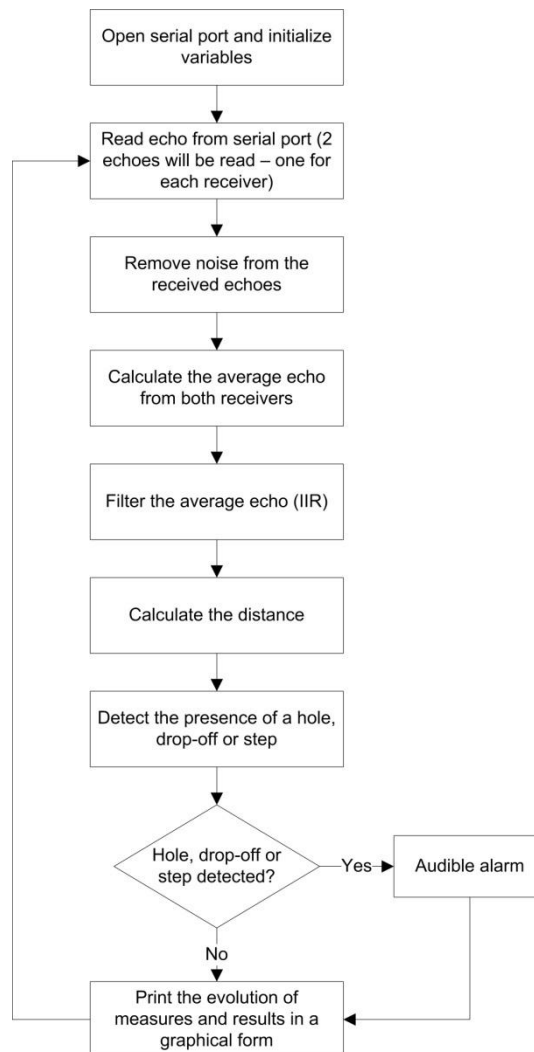 Open serial port and initialize
variables
Read echo from serial port (2
echoes will be read – one for
each receiver)
Remove noise from the
received echoes
Calculate the average echo
from both receivers
Filter the average echo (IIR)
Calculate the distance
Detect the presence of a hole,
drop-off or step
Hole, drop-off or
step detected?
Yes
Audible alarm
No
Print the evolution of
measures and results in a
graphical form